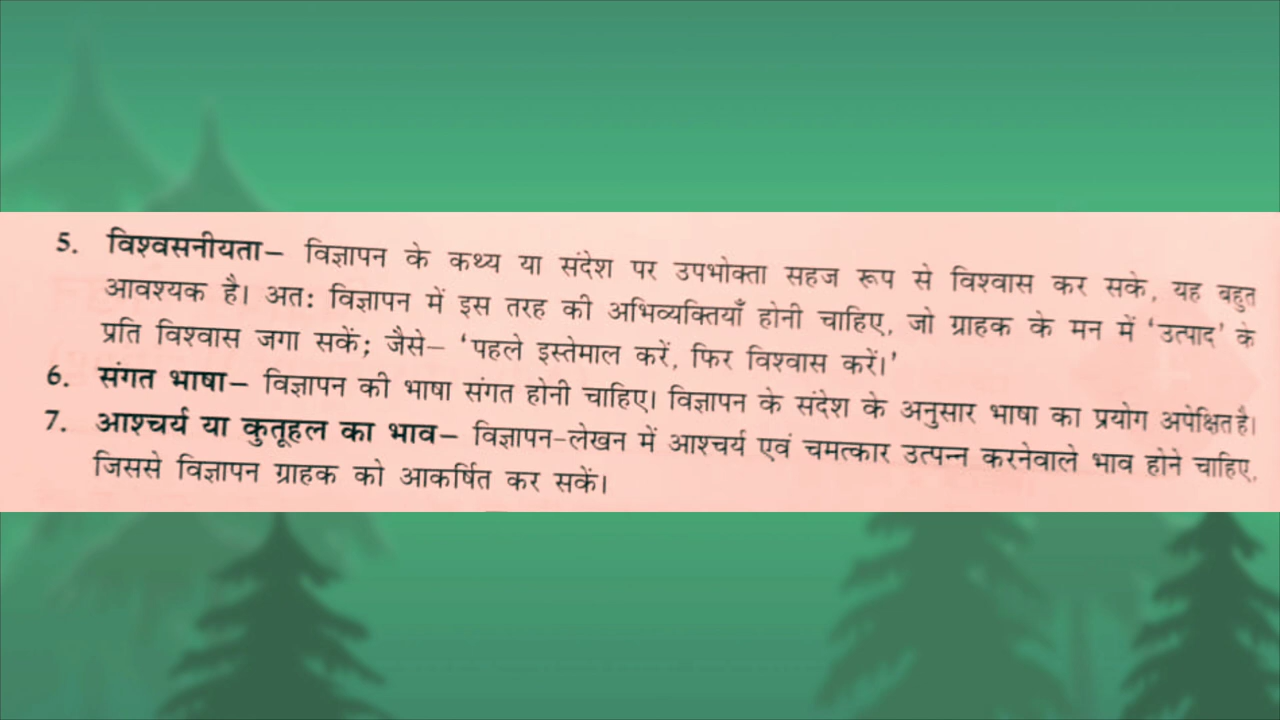 5. विश्वसनीयता– विज्ञापन के कथ्य या संदेश पर उपभोक्ता सहज रूप से विश्वास कर सके, यह बहुत
आवश्यक है। अतः विज्ञापन में इस तरह की अभिव्यक्तियाँ होनी चाहिए, जो ग्राहक के मन में ‘उत्पाद’ के
प्रति विश्वास जगा सकें; जैसे– ‘पहले इस्तेमाल करें, फिर विश्वास करें।’
6. संगत भाषा– विज्ञापन की भाषा संगत होनी चाहिए। विज्ञापन के संदेश के अनुसार भाषा का प्रयोग अपेक्षित है।
7. आश्चर्य या कुतूहल का भाव– विज्ञापन-लेखन में आश्चर्य एवं चमत्कार उत्पन्न करनेवाले भाव होने चाहिए,
जिससे विज्ञापन ग्राहक को आकर्षित कर सकें।